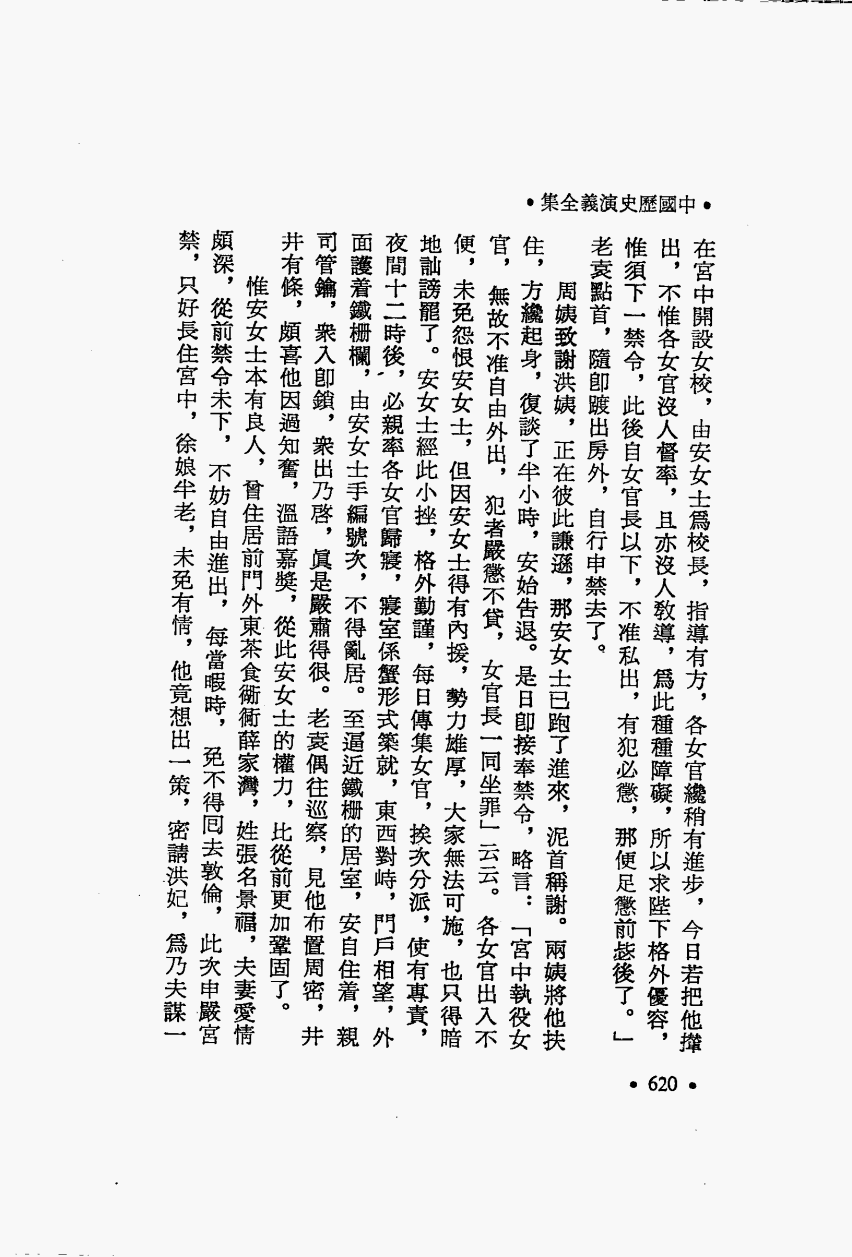 •中國歷史演義全集•
在宮中開設女校，由安女士爲校長，指導有方，各女官纔稍有進步，今日若把他攆
出，不惟各女官沒人督率，且亦沒人敎導，爲此種種障礙，所以求陛下格外優容，
惟須下一禁令，此後自女官長以下，不准私出，有犯必懲，那便足懲前毖後了。」
老袁點首，隨卽踱出房外，自行申禁去了。
周姨致謝洪姨，正在彼此謙遜，那安女士已跑了進來，泥首稱謝。兩姨將他扶
住，方纔起身，復談了半小時，安始告退。是日卽接奉禁令，略言：「宮中執役女
官，無故不准自由外出，犯者嚴懲不貸，女官長一同坐罪」云云。各女官出入不
便，未免怨恨安女士，但因安女士得有內援，勢力雄厚，大家無法可施，也只得暗
地訕謗罷了。安女士經此小挫，格外勤謹，每日傳集女官，挨次分派，使有專責，
夜間十二時後，必親率各女官歸寢，寢室係蟹形式築就，東西對峙，門戶相望，外
面護着鐵柵欄，由安女士手編號次，不得亂居。至逼近鐵柵的居室，安自住着，親
司管鑰，衆入卽鎖，衆出乃啓，眞是嚴肅得很。老袁偶往巡察，見他布置周密，井
井有條，頗喜他因過知奮，溫語嘉獎，從此安女士的權力，比從前更加鞏固了。
惟安女士本有良人，曾住居前門外東茶食衚衕薛家灣，姓張名景福，夫妻愛情
頗深，從前禁令未下，不妨自由進出，每當暇時，免不得回去敦倫，此次申嚴宮
禁，只好長住宮中，徐娘半老，未免有情，他竟想出一策，密請洪妃，爲乃夫謀一
•620•